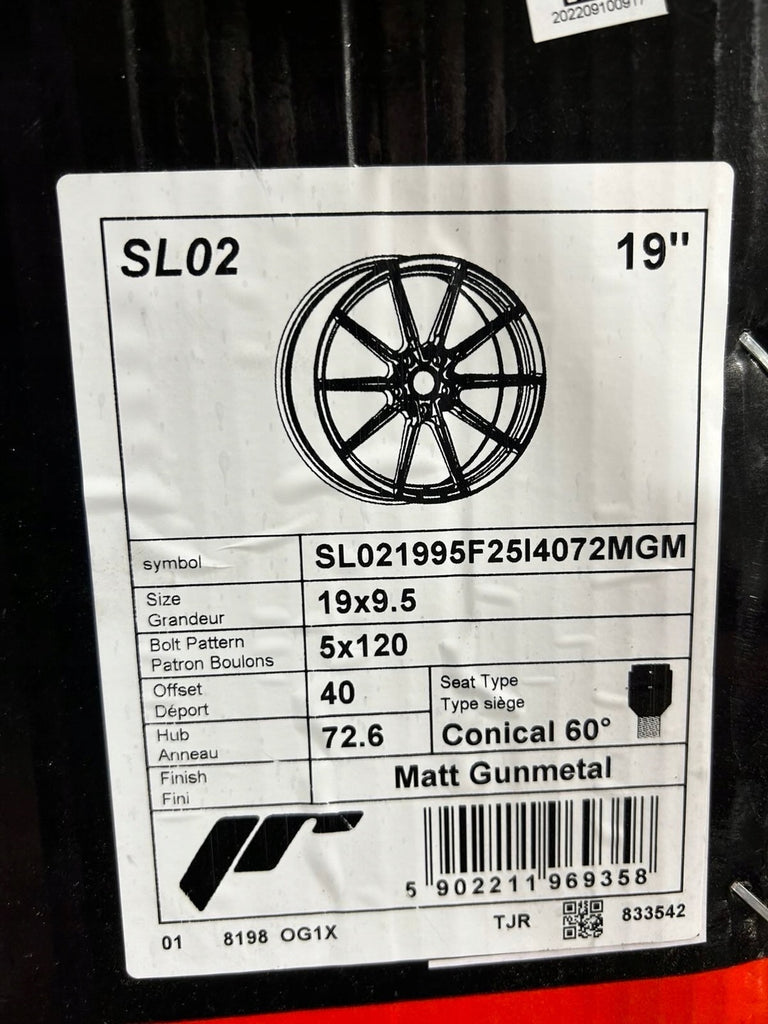 202209100917
SL02
19"
symbol
SL021995F25I4072MGM
Size
Grandeur
19x9.5
Bolt Pattern
Patron Boulons
5x120
Offset
Déport
40
Seat Type
Type siège
Conical 60°
Hub
Anneau
72.6
Finish
Fini
Matt Gunmetal
JR
5 902211 969358
01 8198 OG1X TJR 833542